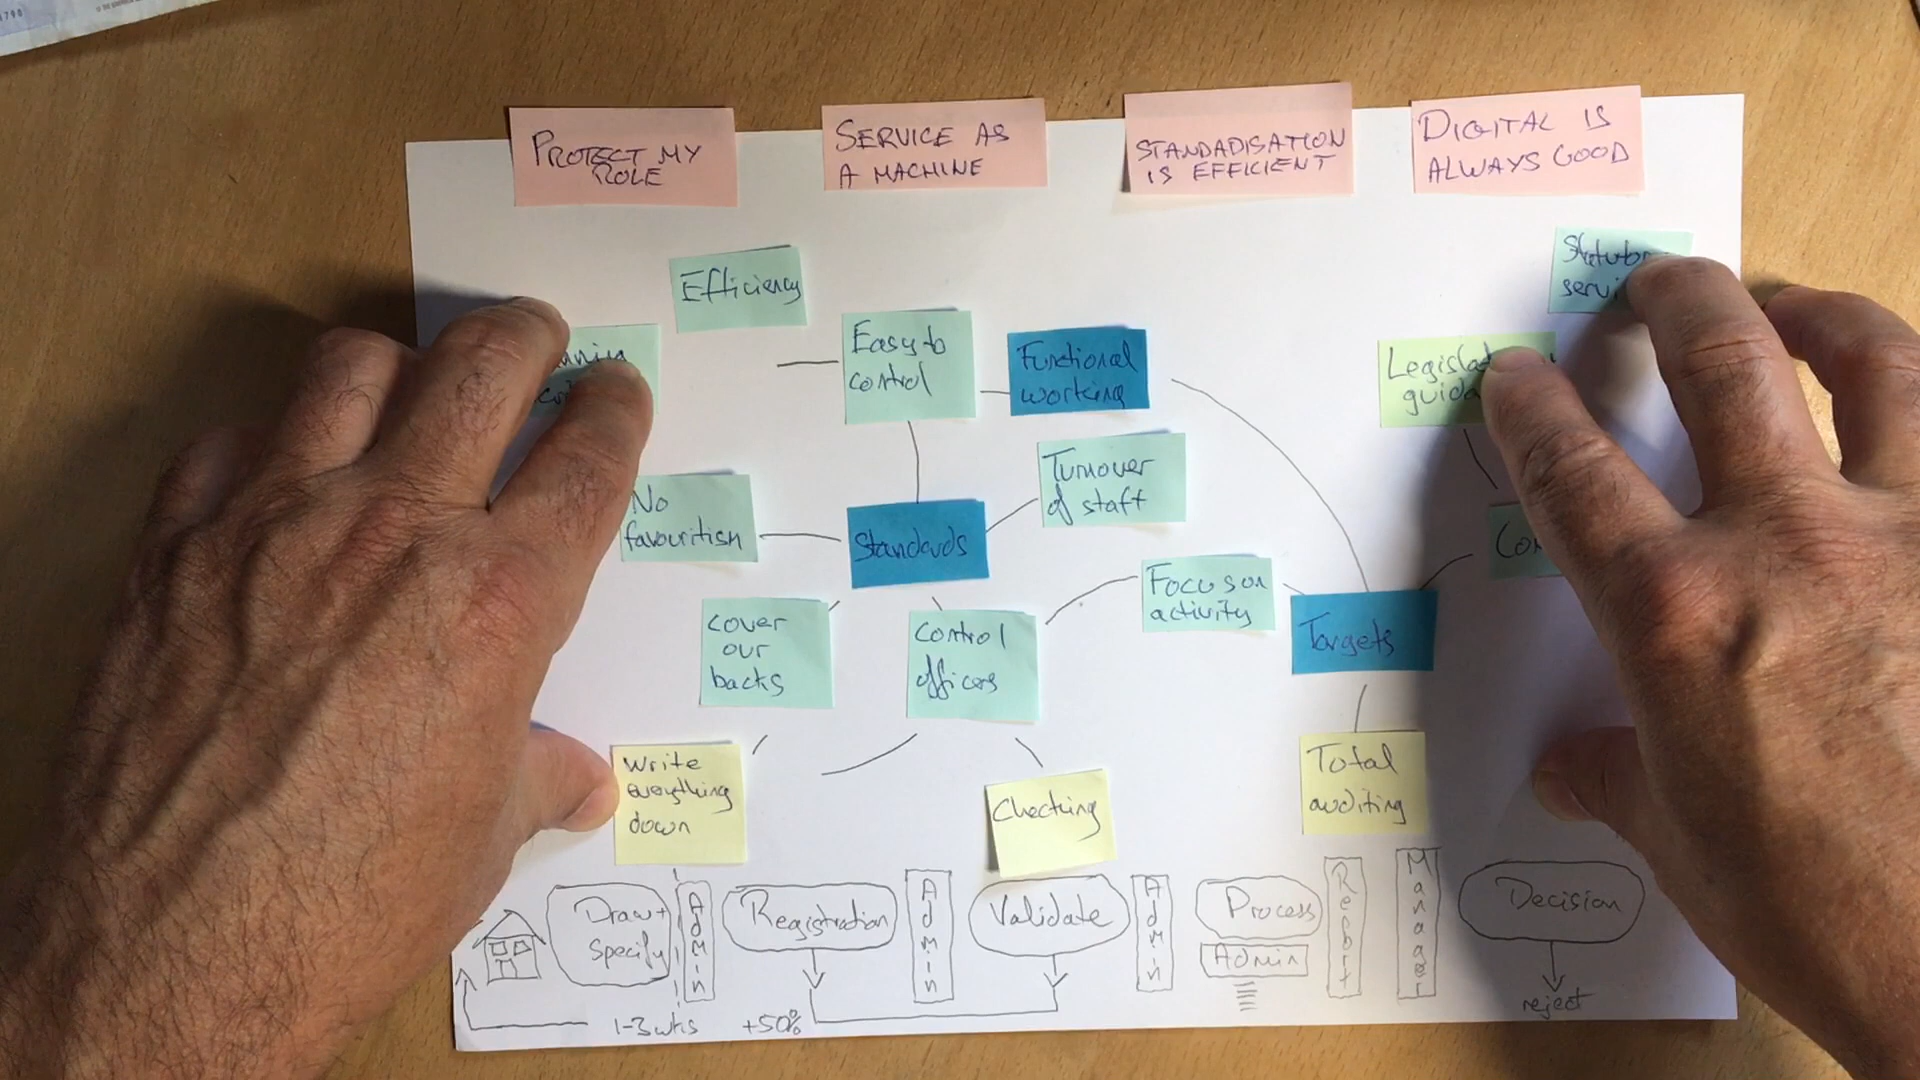 PROTECT MY
ROLE
SERVICE AS
A MACHINE
STANDADISATION
IS EFFICIENT
DIGITAL IS
ALWAYS GOOD
Efficiency
Easy to
control
Functional
working
guida
No
favouritism
Standards
Turnover
of staff
Focus on
activity
Targets
cover
our
backs
Control
officers
Write
everything
down
Checking
Total
auditing
Draw +
specify
Admin
Registration
Admin
Validate
Admin
Process
Admin
Report
Manager
Decision
reject
1-3 wks
+50%